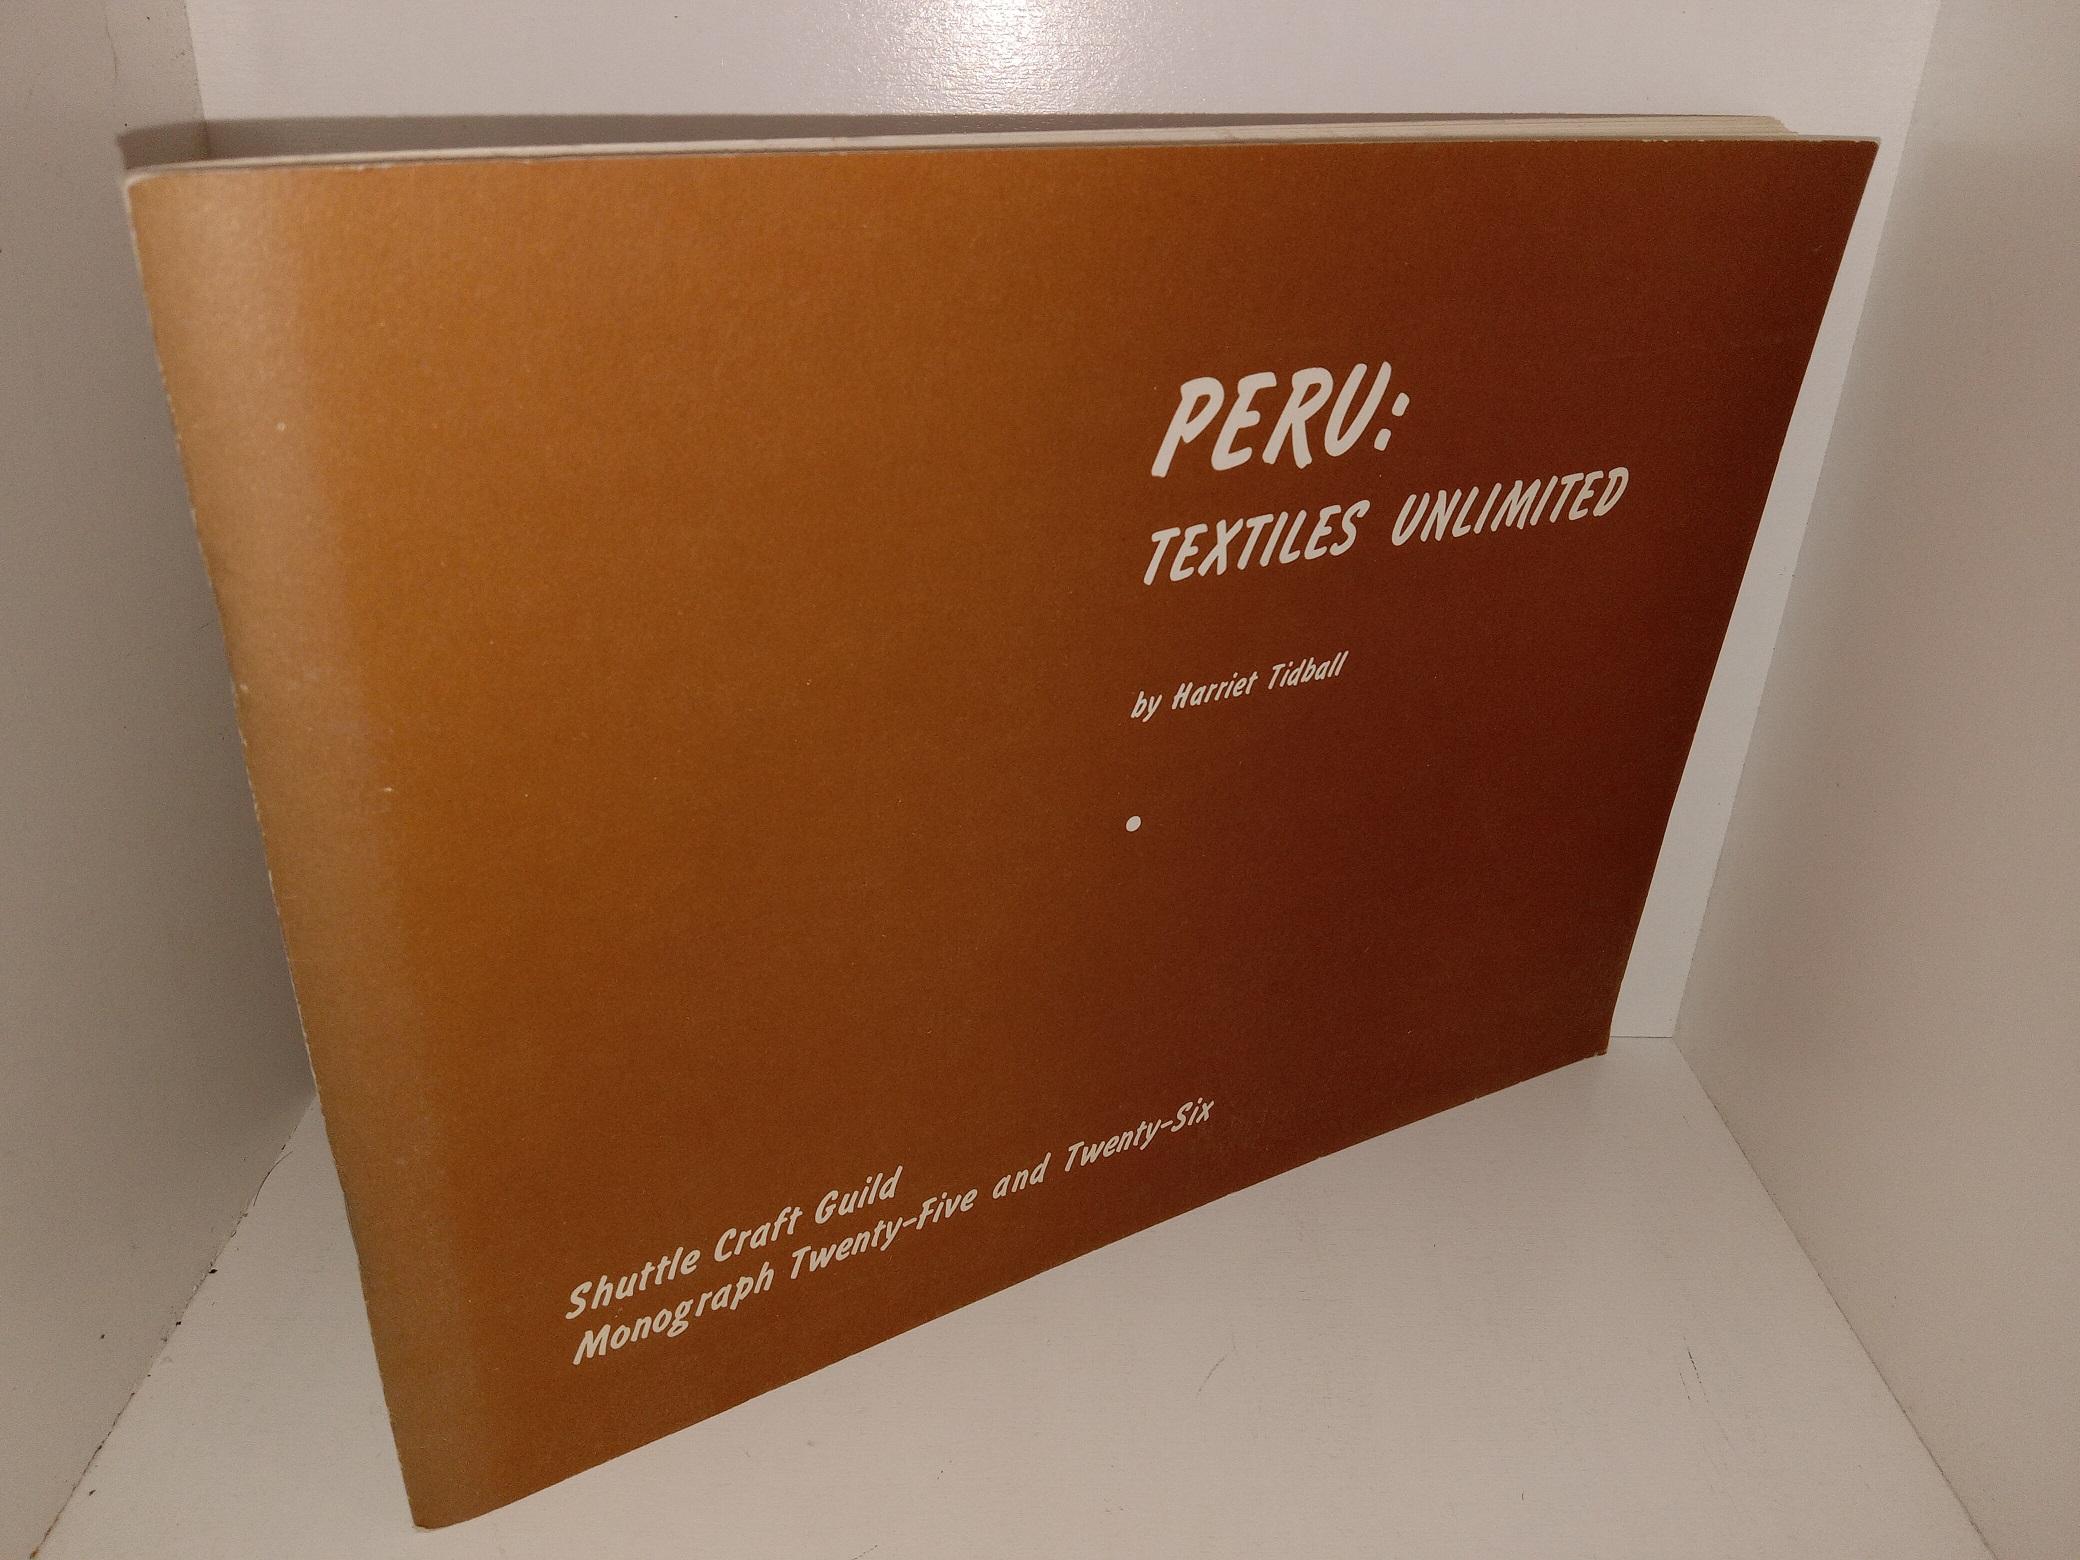 PERU:
TEXTILES UNLIMITED
by Harriet Tidball
Shuttle Craft Guild
Monograph Twenty-Five and Twenty-Six